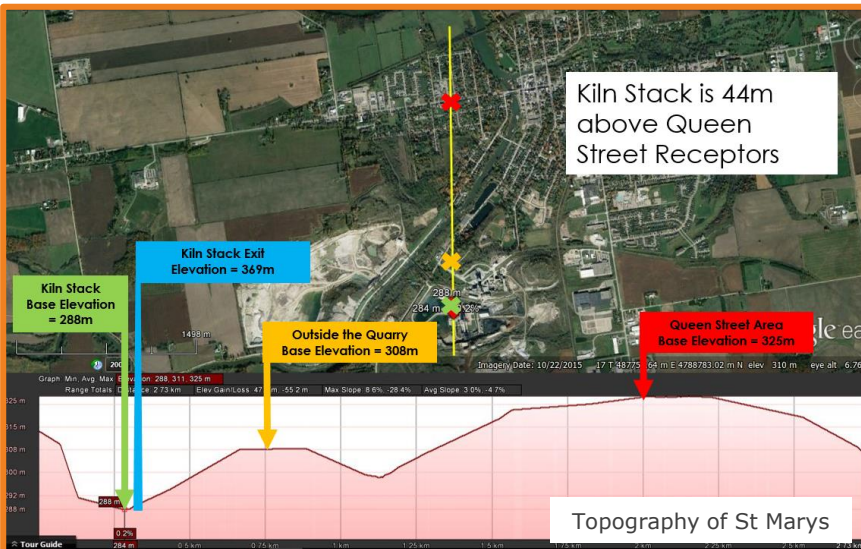 Kiln Stack is 44m
above Queen
Street Receptors
Kiln Stack Exit
Elevation = 369m
Kiln Stack
Base Elevation
= 288m
288 m
284 m
0.2%
1498 m
Outside the Quarry
Base Elevation = 308m
Queen Street Area
Base Elevation = 325m
Imagery Date: 10/22/2015
elev 310 m eye alt
Graph: Min, Avg, Max Elevation: 288, 311, 325 m
Range Totals: Distance: 2.73 km Elev Gain/Loss: Max Slope: 8.6%, -28.4% Avg Slope: 3.0%, -4.7%
315 m
308 m
300 m
292 m
288 m
288 m
0.2%
Topography of St Marys
Tour Guide
284 m
0.5 km
0.75 km
1 km
1.25 km
1.5 km
1.75 km
2 km
2.25 km
2.5 km
2.73 km